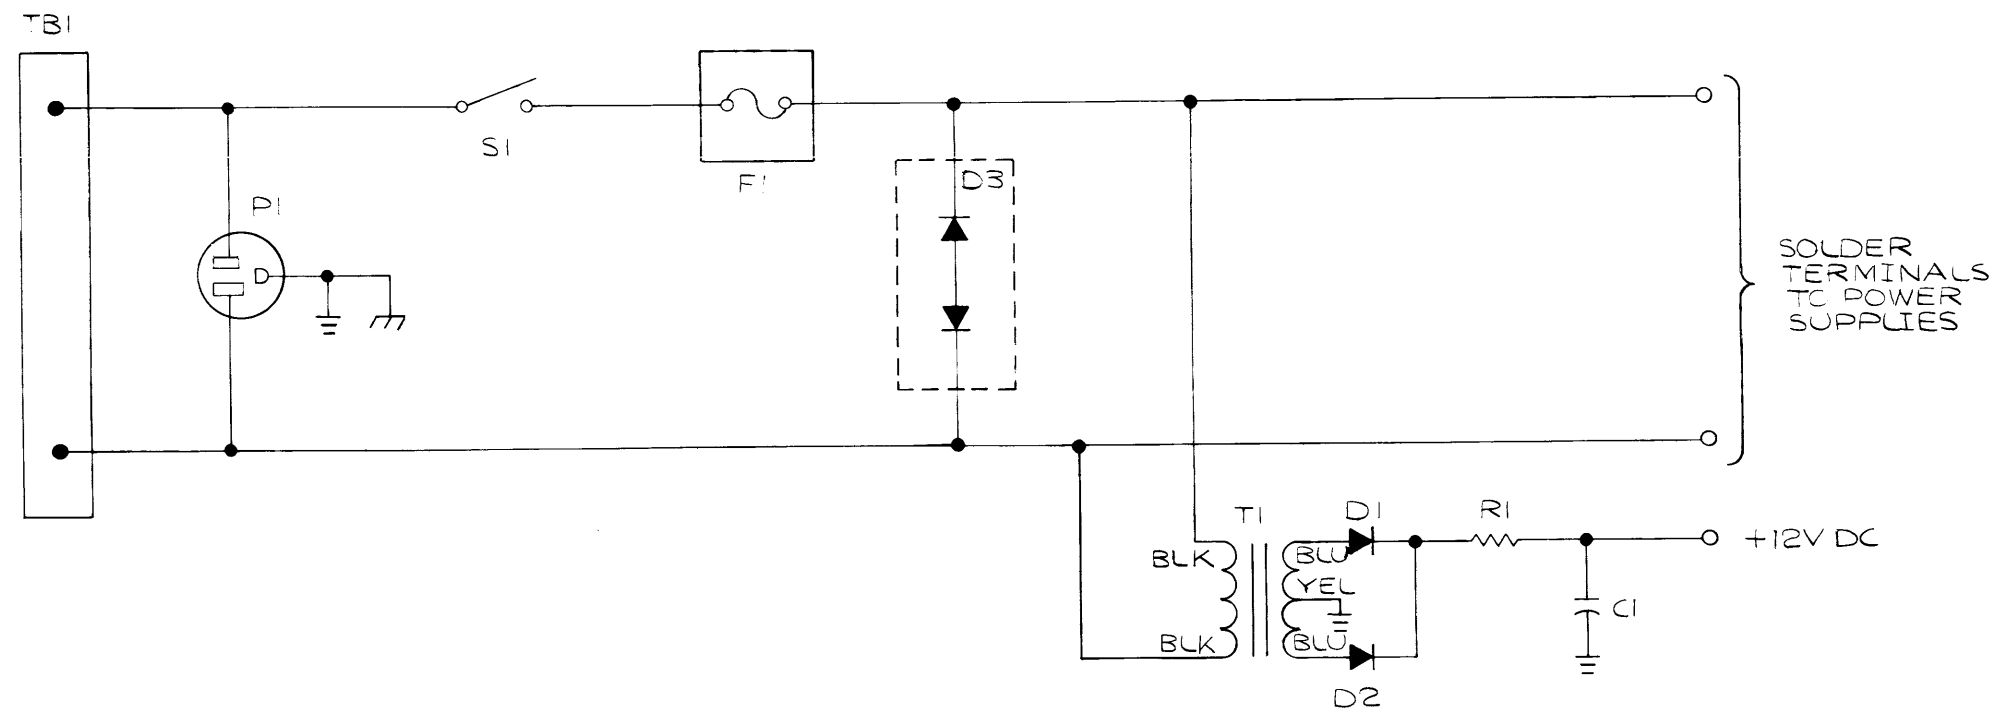 TB1
S1
F1
D3
P1
SOLDER
TERMINALS
TO POWER
SUPPLIES
T1
D1
R1
BLK
BLU
+12V DC
YEL
C1
BLK
BLU
D2